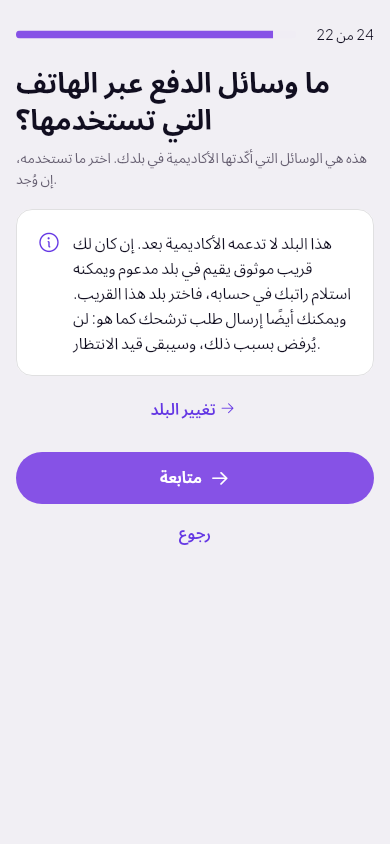 22 من 24
ما وسائل الدفع عبر الهاتف
التي تستخدمها؟
هذه هي الوسائل التي أكّدتها الأكاديمية في بلدك. اختر ما تستخدمه،
إن وُجد.
هذا البلد لا تدعمه الأكاديمية بعد. إن كان لك
قريب موثوق يقيم في بلد مدعوم ويمكنه
استلام راتبك في حسابه، فاختر بلد هذا القريب.
ويمكنك أيضًا إرسال طلب ترشحك كما هو: لن
يُرفض بسبب ذلك، وسيبقى قيد الانتظار.
تغيير البلد
متابعة
رجوع